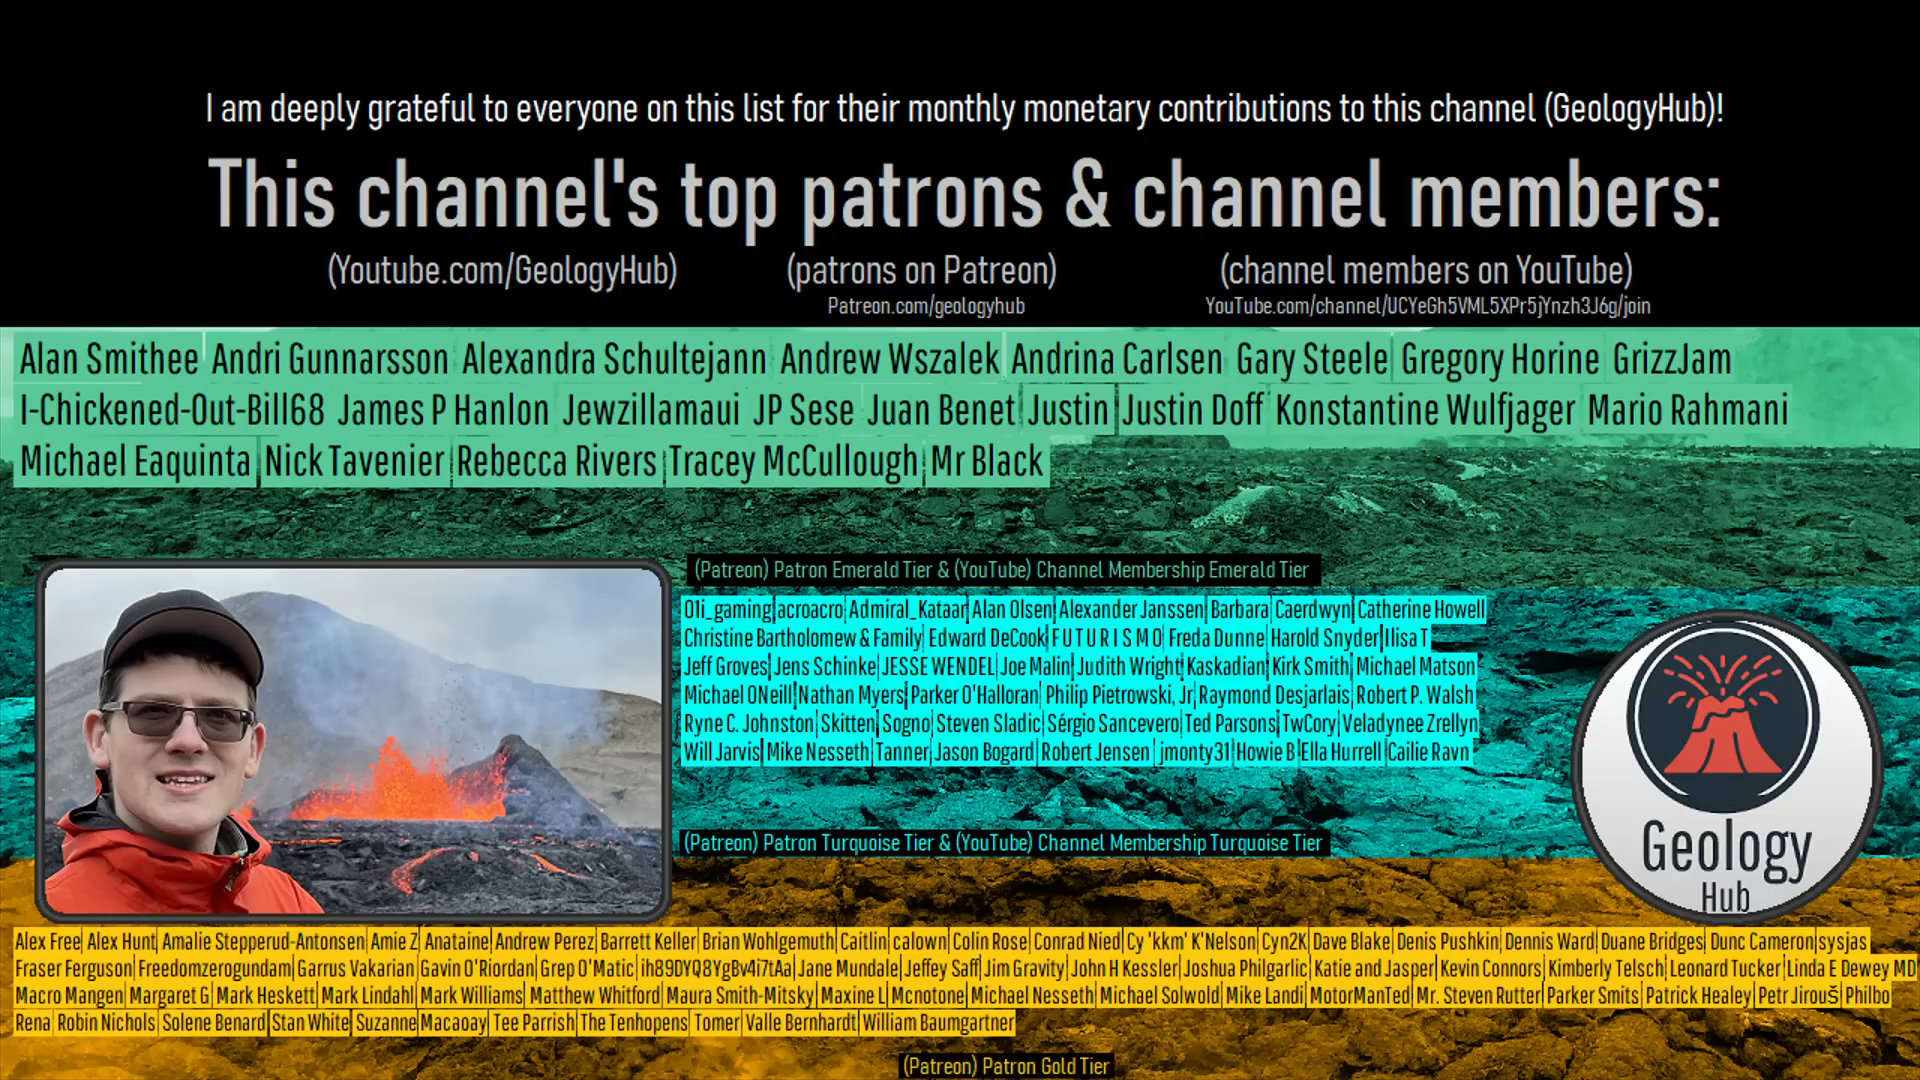 I am deeply grateful to everyone on this list for their monthly monetary contributions to this channel (GeologyHub)!
This channel's top patrons & channel members:
(Youtube.com/GeologyHub) (patrons on Patreon) (channel members on YouTube)
Patreon.com/geologyhub YouTube.com/channel/UCYeGh5VML5XPr5jYnzh3J6g/join
Alan Smithee Andri Gunnarsson Alexandra Schultejann Andrew Wszalek Andrina Carlsen Gary Steele Gregory Horine GrizzJam
I-Chickened-Out-Bill68 James P Hanlon Jewzillamaui JP Sese Juan Benet Justin Justin Doff Konstantine Wulfjager Mario Rahmani
Michael Eaquinta Nick Tavenier Rebecca Rivers Tracey McCullough Mr Black
(Patreon) Patron Emerald Tier & (YouTube) Channel Membership Emerald Tier
01i_gaming acroacro Admiral_Kataar Alan Olsen Alexander Janssen Barbara Caerdwyn Catherine Howell
Christine Bartholomew & Family Edward DeCook F U T U R I S M O Freda Dunne Harold Snyder Ilisa T
Jeff Groves Jens Schinke JESSE WENDEL Joe Malin Judith Wright Kaskadian Kirk Smith Michael Matson
Michael ONeill Nathan Myers Parker O'Halloran Philip Pietrowski, Jr Raymond Desjarlais Robert P. Walsh
Ryne C. Johnston Skitten Sogno Steven Sladic Sérgio Sancevero Ted Parsons TwCory Veladynee Zrellyn
Will Jarvis Mike Nesseth Tanner Jason Bogard Robert Jensen jmonty31 Howie B Ella Hurrell Cailie Ravn
(Patreon) Patron Turquoise Tier & (YouTube) Channel Membership Turquoise Tier
Geology
Hub
Alex Free Alex Hunt Amalie Stepperud-Antonsen Amie Z Anataine Andrew Perez Barrett Keller Brian Wohlgemuth Caitlin calown Colin Rose Conrad Nied Cy 'kkm' K'Nelson Cyn2K Dave Blake Denis Pushkin Dennis Ward Duane Bridges Dunc Cameron sysjas
Fraser Ferguson Freedomzerogundam Garrus Vakarian Gavin O'Riordan Grep O'Matic ih89DYQ8YgBv4i7tAa Jane Mundale Jeffey Saff Jim Gravity John H Kessler Joshua Philgarlic Katie and Jasper Kevin Connors Kimberly Telsch Leonard Tucker Linda E Dewey MD
Macro Mangen Margaret G Mark Heskett Mark Lindahl Mark Williams Matthew Whitford Maura Smith-Mitsky Maxine L Mcnotone Michael Nesseth Michael Solwold Mike Landi MotorManTed Mr. Steven Rutter Parker Smits Patrick Healey Petr Jirouš Philbo
Rena Robin Nichols Solene Benard Stan White Suzanne Macaoay Tee Parrish The Tenhopens Tomer Valle Bernhardt William Baumgartner
(Patreon) Patron Gold Tier